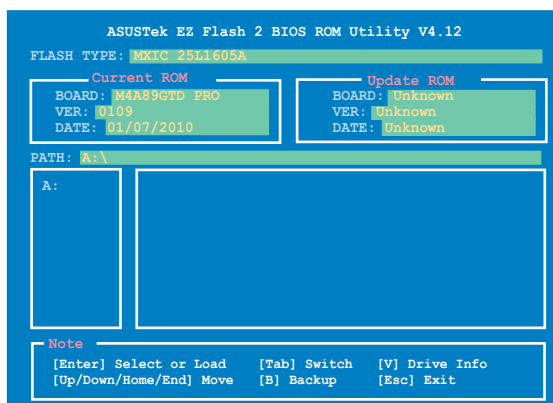 ASUSTek EZ Flash 2 BIOS ROM Utility V4.12
FLASH TYPE: MXIC 25L1605A
Current ROM
BOARD: M4A89GTD PRO
VER: 0109
DATE: 01/07/2010
Update ROM
BOARD: Unknown
VER: Unknown
DATE: Unknown
PATH: A:\
A:
Note
[Enter] Select or Load [Tab] Switch [V] Drive Info
[Up/Down/Home/End] Move [B] Backup [Esc] Exit